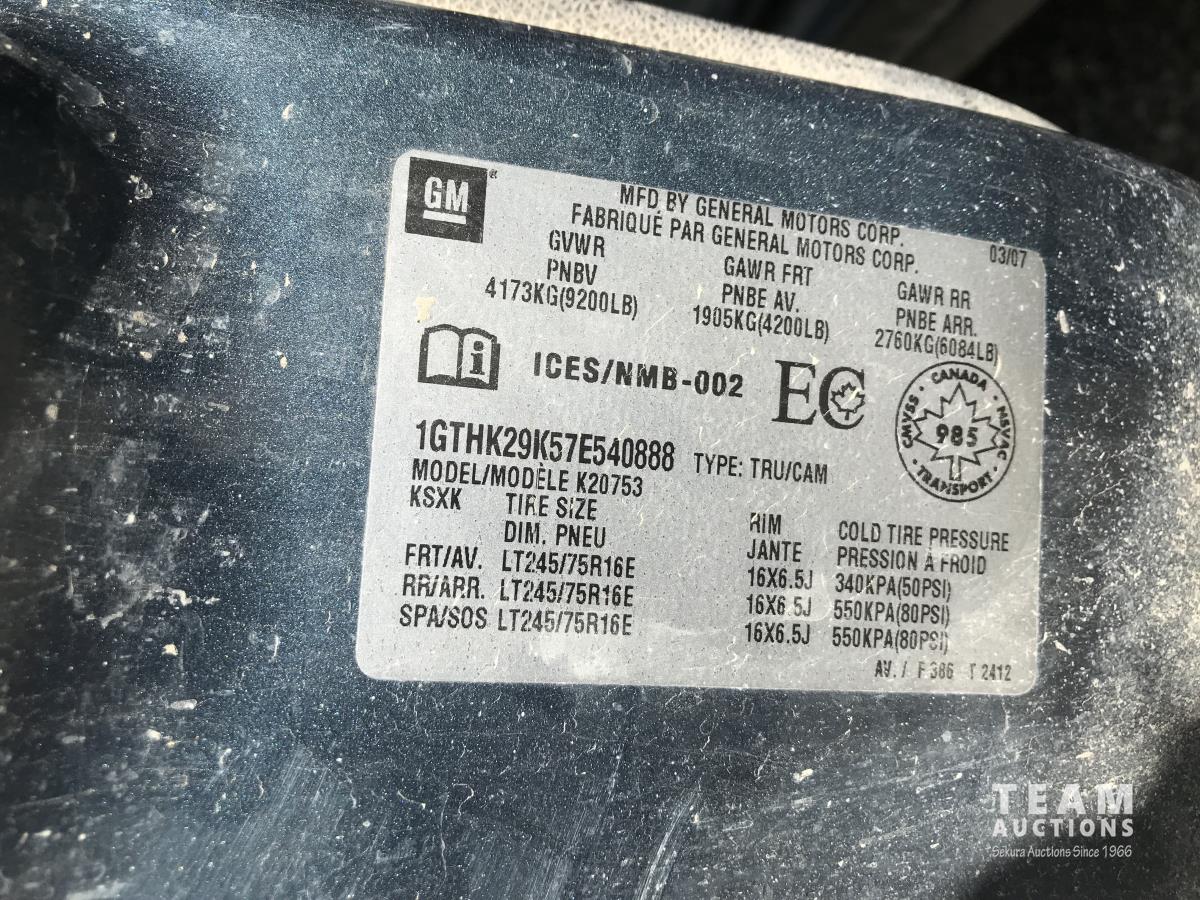 GM
MFD BY GENERAL MOTORS CORP.
FABRIQUÉ PAR GENERAL MOTORS CORP.
03/07
GVWR GAWR FRT GAWR RR
PNBV PNBE AV. PNBE ARR.
4173KG(9200LB) 1905KG(4200LB) 2760KG(6084LB)
ICES/NMB-002 EC
CANADA
CMVSS 985 NSVAC
TRANSPORT
1GTHK29K57E540888 TYPE: TRU/CAM
MODEL/MODÈLE K20753
KSXK TIRE SIZE RIM COLD TIRE PRESSURE
DIM. PNEU JANTE PRESSION À FROID
FRT/AV. LT245/75R16E 16X6.5J 340KPA(50PSI)
RR/ARR. LT245/75R16E 16X6.5J 550KPA(80PSI)
SPA/SOS LT245/75R16E 16X6.5J 550KPA(80PSI)
F 386 T 2412
TEAM
AUCTIONS
Sekura Auctions Since 1966